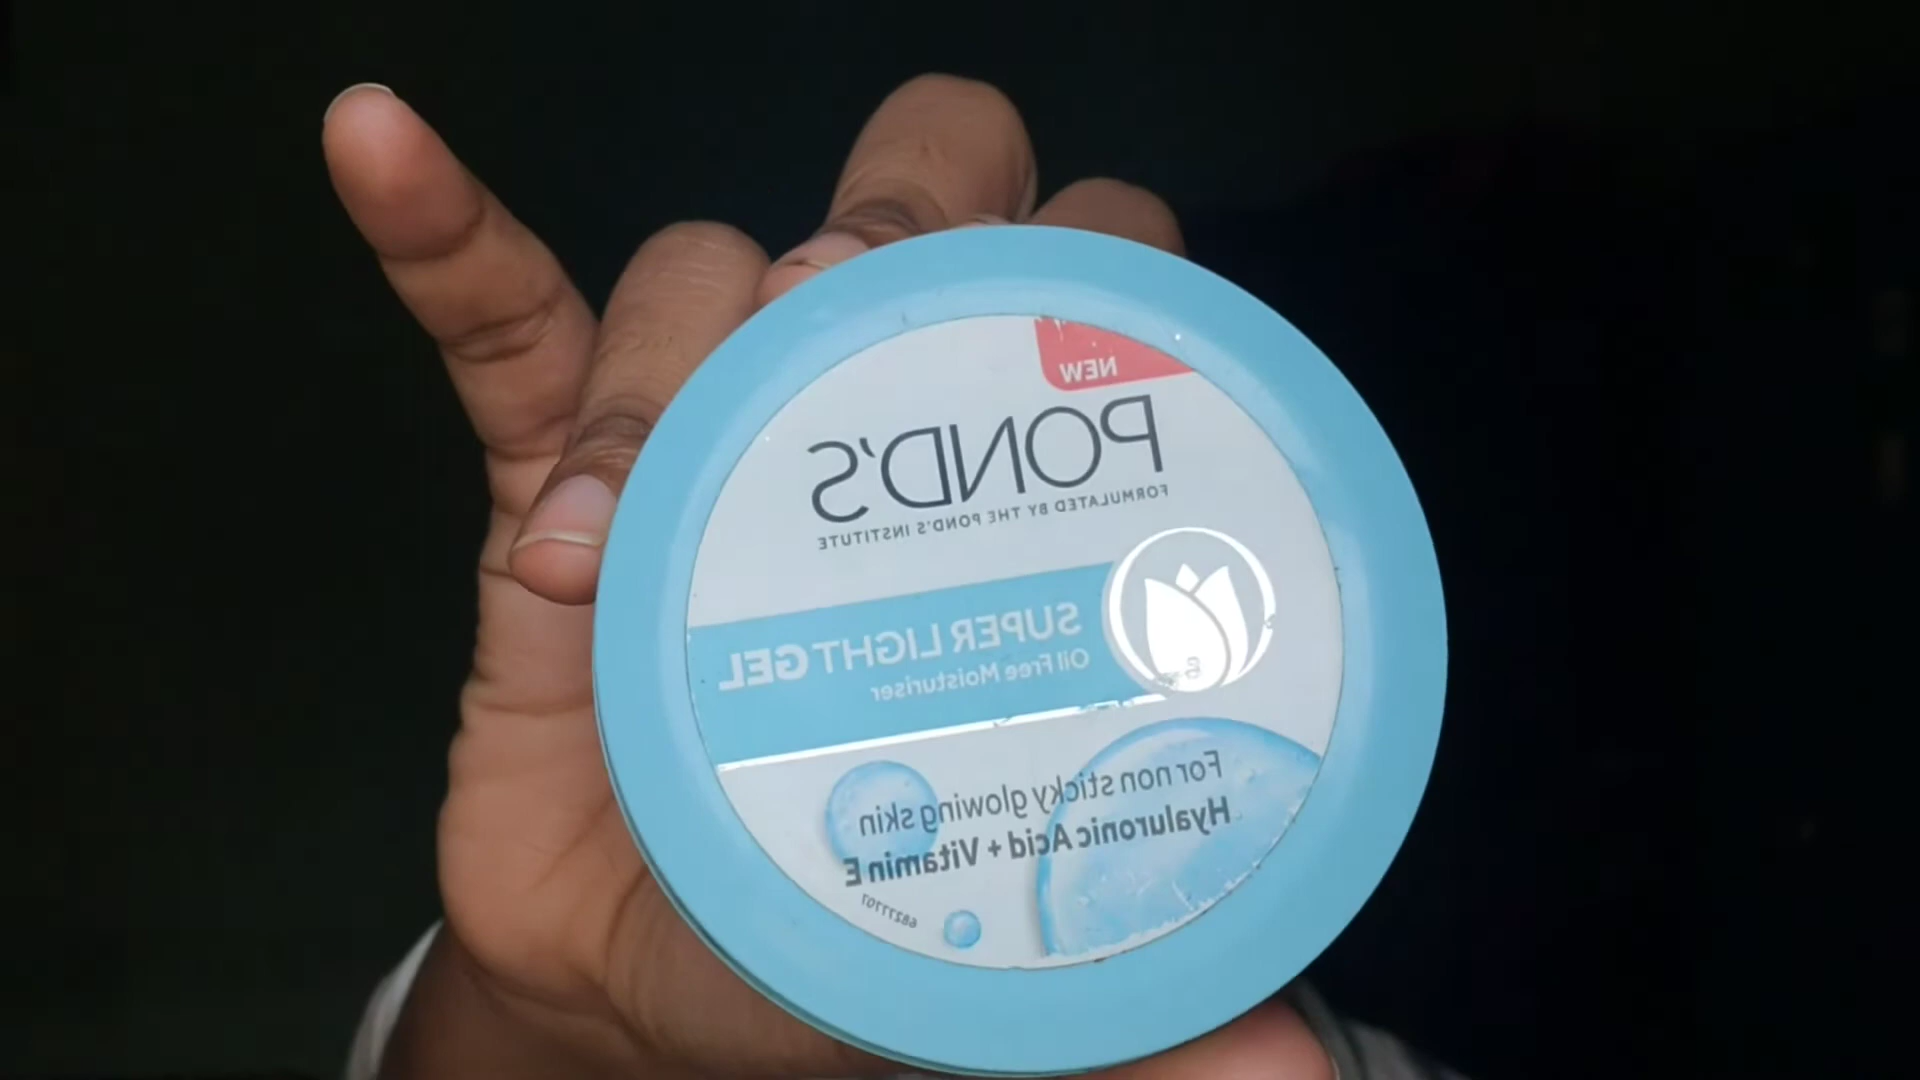 NEW
POND'S
FORMULATED BY THE POND'S INSTITUTE
SUPER LIGHT GEL
Oil Free Moisturiser
For non sticky glowing skin
Hyaluronic Acid + Vitamin E
68277707